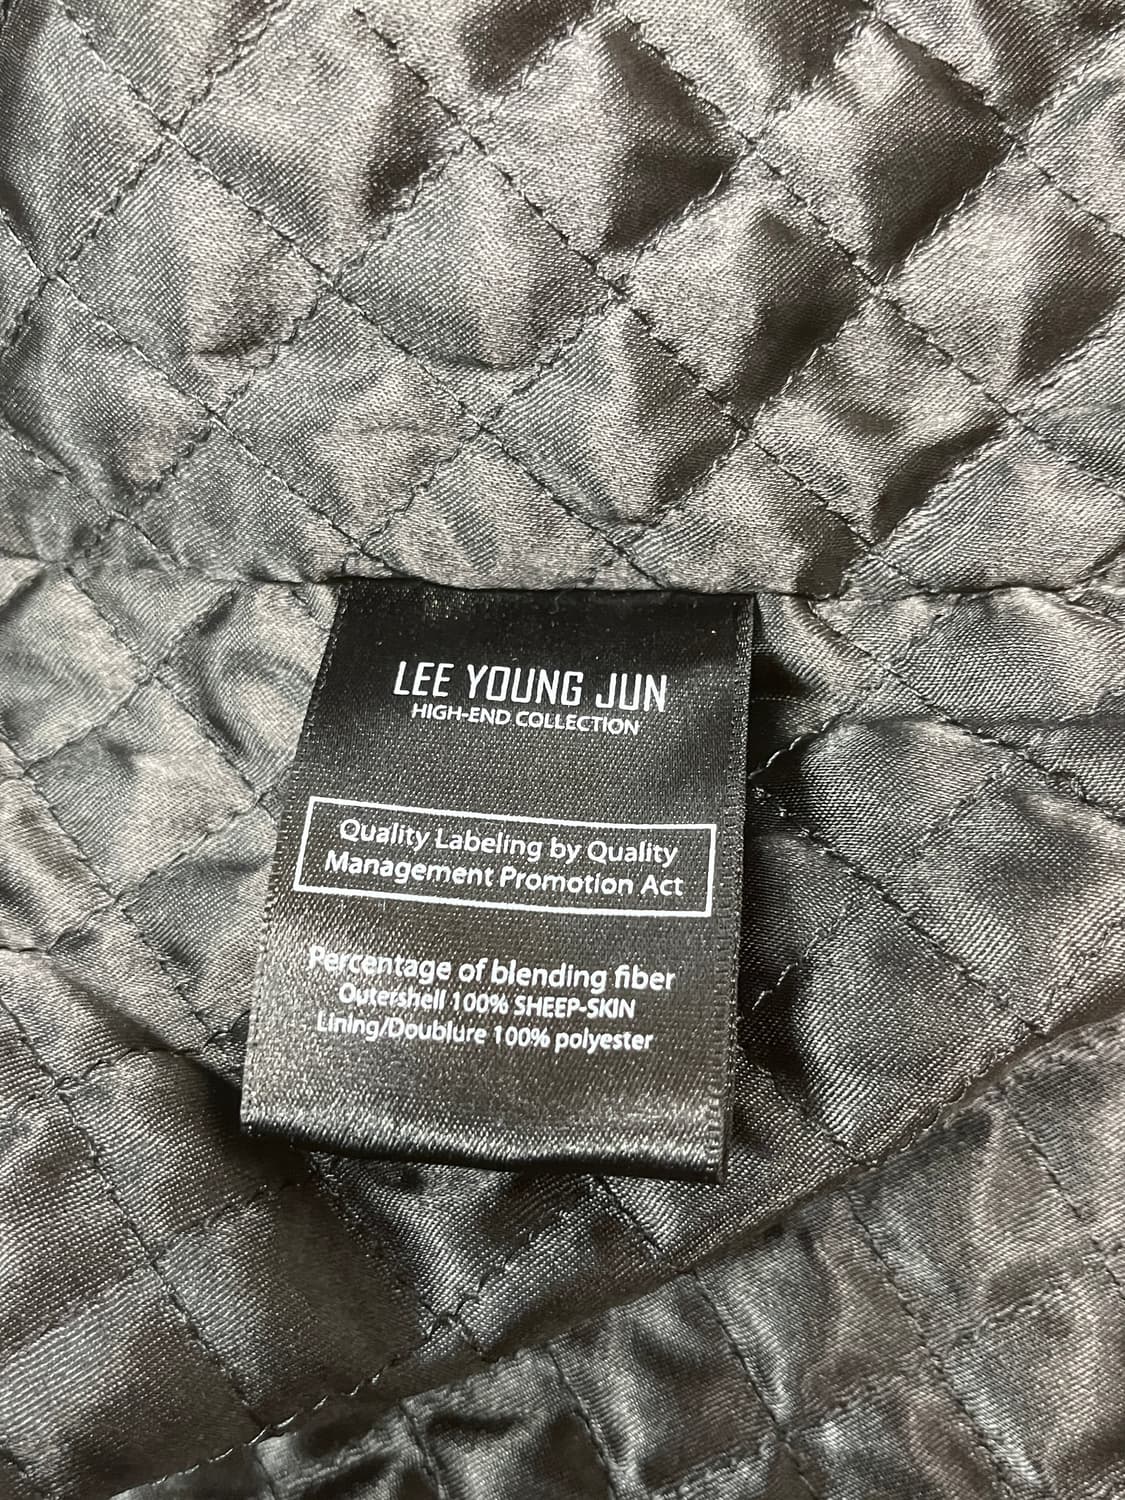 LEE YOUNG JUN
HIGH-END COLLECTION
Quality Labeling by Quality
Management Promotion Act
Percentage of blending fiber
Outershell 100% SHEEP-SKIN
Lining/Doublure 100% polyester